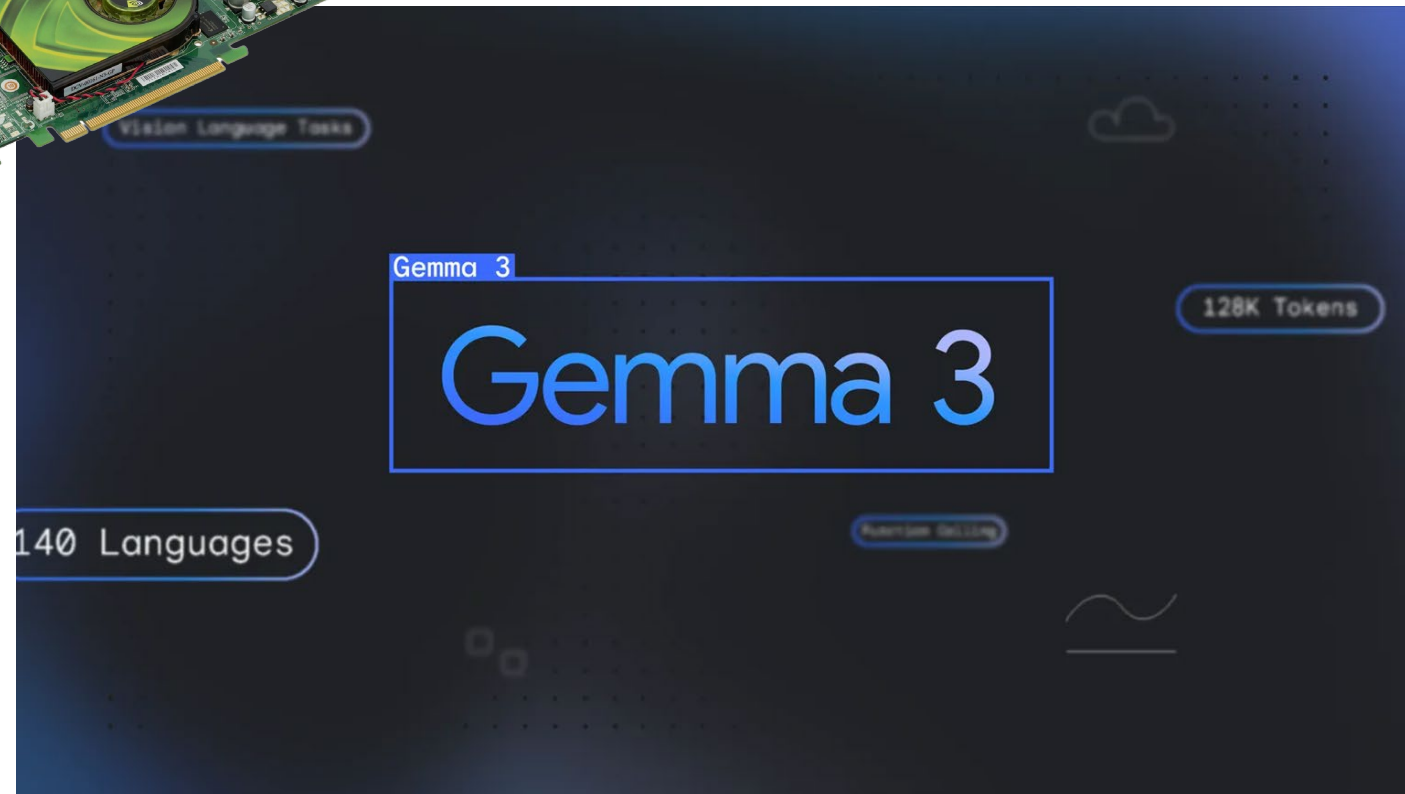 Vision Language Tasks
Gemma 3
Gemma 3
128K Tokens
140 Languages
Function Calling